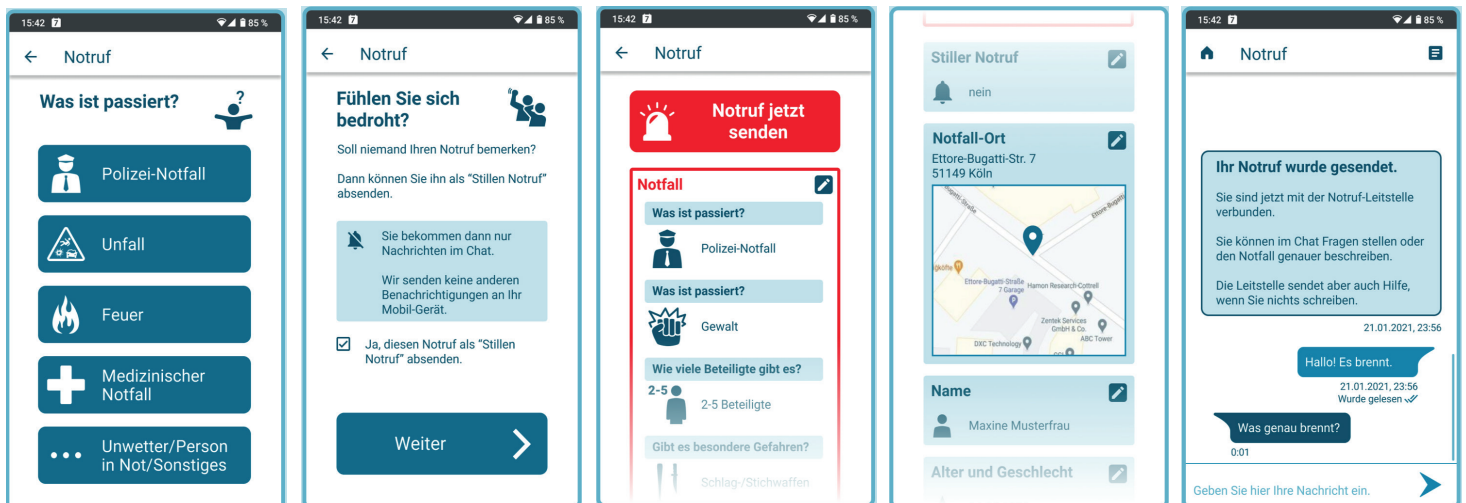 15:42 7 85 %
Notruf
Was ist passiert?
?
Polizei-Notfall
Unfall
Feuer
Medizinischer
Notfall
Unwetter/Person
in Not/Sonstiges
15:42 7 85 %
Notruf
Fühlen Sie sich
bedroht?
Soll niemand Ihren Notruf bemerken?
Dann können Sie ihn als “Stillen Notruf”
absenden.
Sie bekommen dann nur
Nachrichten im Chat.
Wir senden keine anderen
Benachrichtigungen an Ihr
Mobil-Gerät.
Ja, diesen Notruf als “Stillen
Notruf” absenden.
Weiter
15:42 7 85 %
Notruf
Notruf jetzt
senden
Notfall
Was ist passiert?
Polizei-Notfall
Was ist passiert?
Gewalt
Wie viele Beteiligte gibt es?
2-5
2-5 Beteiligte
Gibt es besondere Gefahren?
Schlag-/Stichwaffen
Stiller Notruf
nein
Notfall-Ort
Ettore-Bugatti-Str. 7
51149 Köln
Ettore-Bugatti
Ettore-Bugatti-Straße
7 Garage
Hamon Research-Cottrell
Zentek Services
GmbH & Co.
ABC Tower
DXC Technology
Name
Maxine Musterfrau
Alter und Geschlecht
15:42 7 85 %
Notruf
Ihr Notruf wurde gesendet.
Sie sind jetzt mit der Notruf-Leitstelle
verbunden.
Sie können im Chat Fragen stellen oder
den Notfall genauer beschreiben.
Die Leitstelle sendet aber auch Hilfe,
wenn Sie nichts schreiben.
21.01.2021, 23:56
Hallo! Es brennt.
21.01.2021, 23:56
Wurde gelesen
Was genau brennt?
0:01
Geben Sie hier Ihre Nachricht ein.